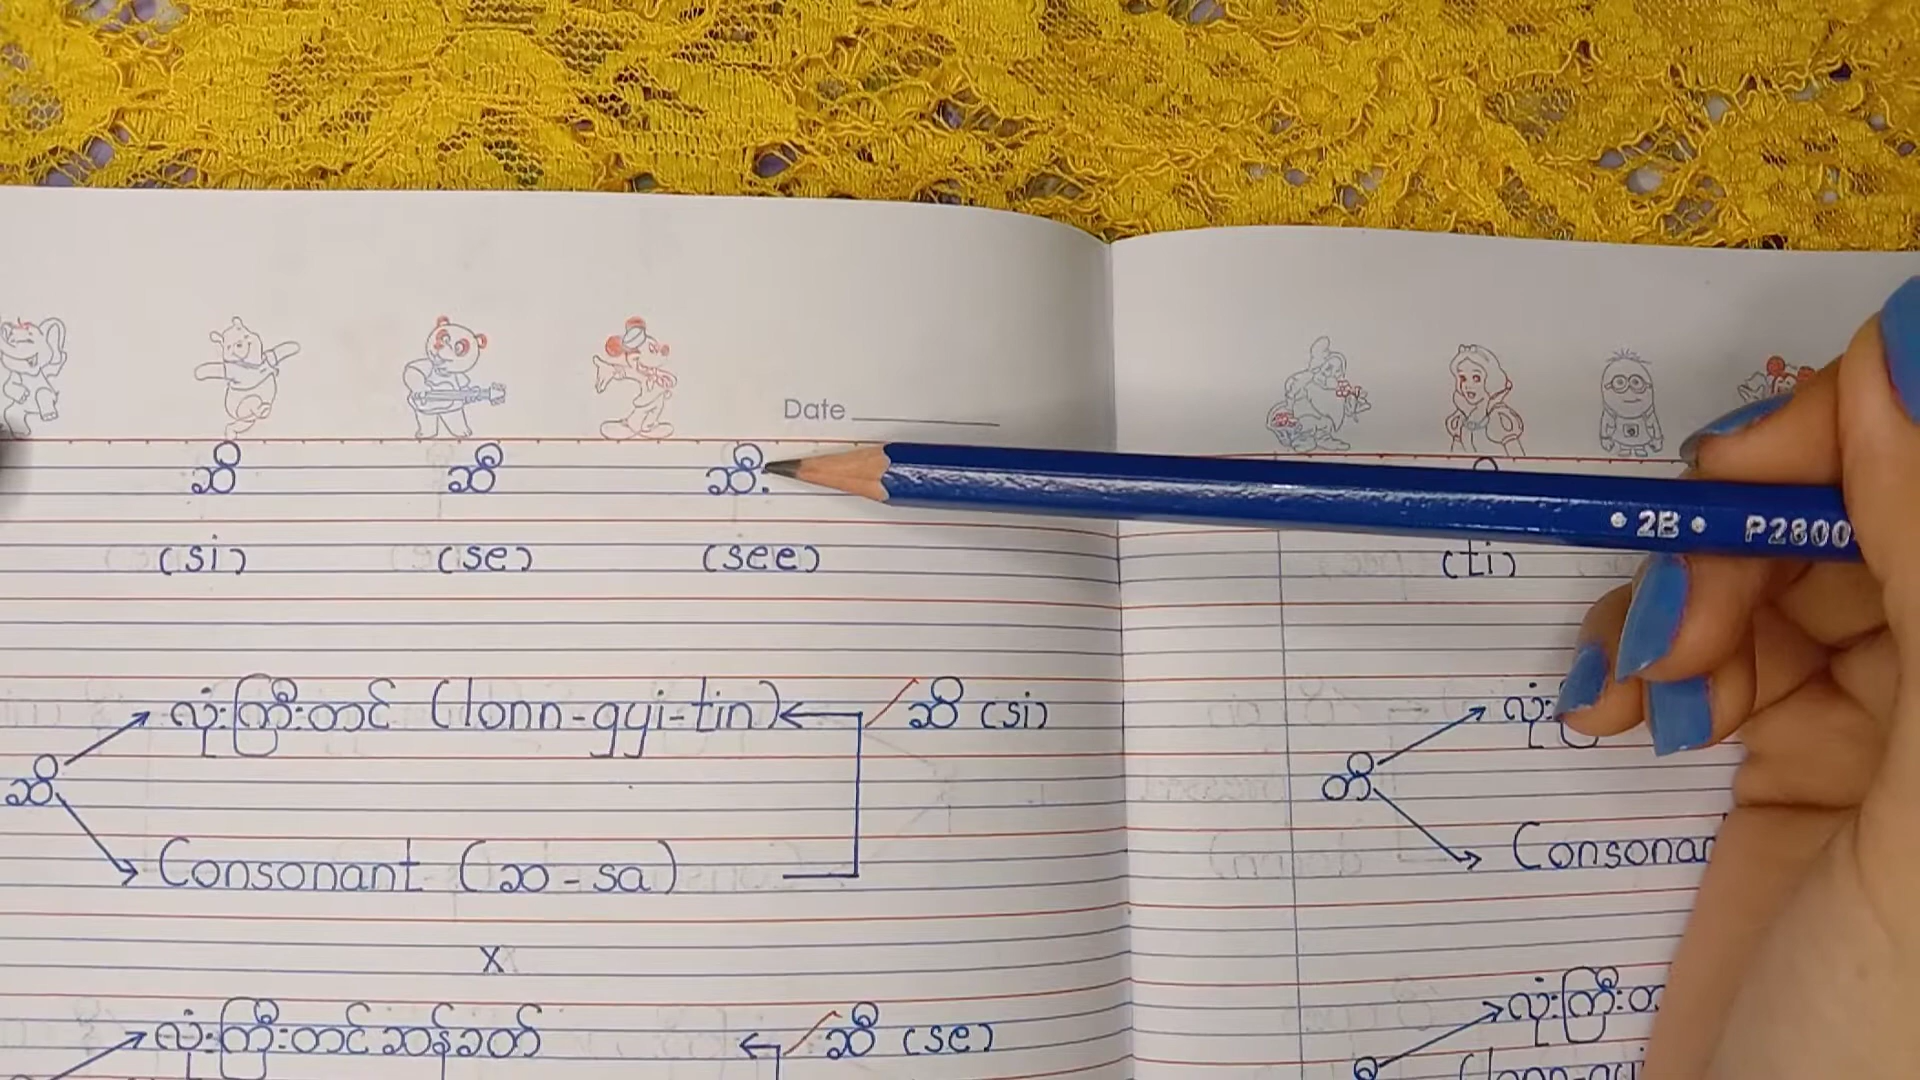 Date
သိ သီ သီး
(si) (se) (see)
လုံးကြီးတင် (lonn-gyi-tin) သိ (si)
သိ
Consonant (သ-sa)
x
လုံးကြီးတင်ဆန်ခတ် သီ (se)
2B P2800
(ti)
တိ